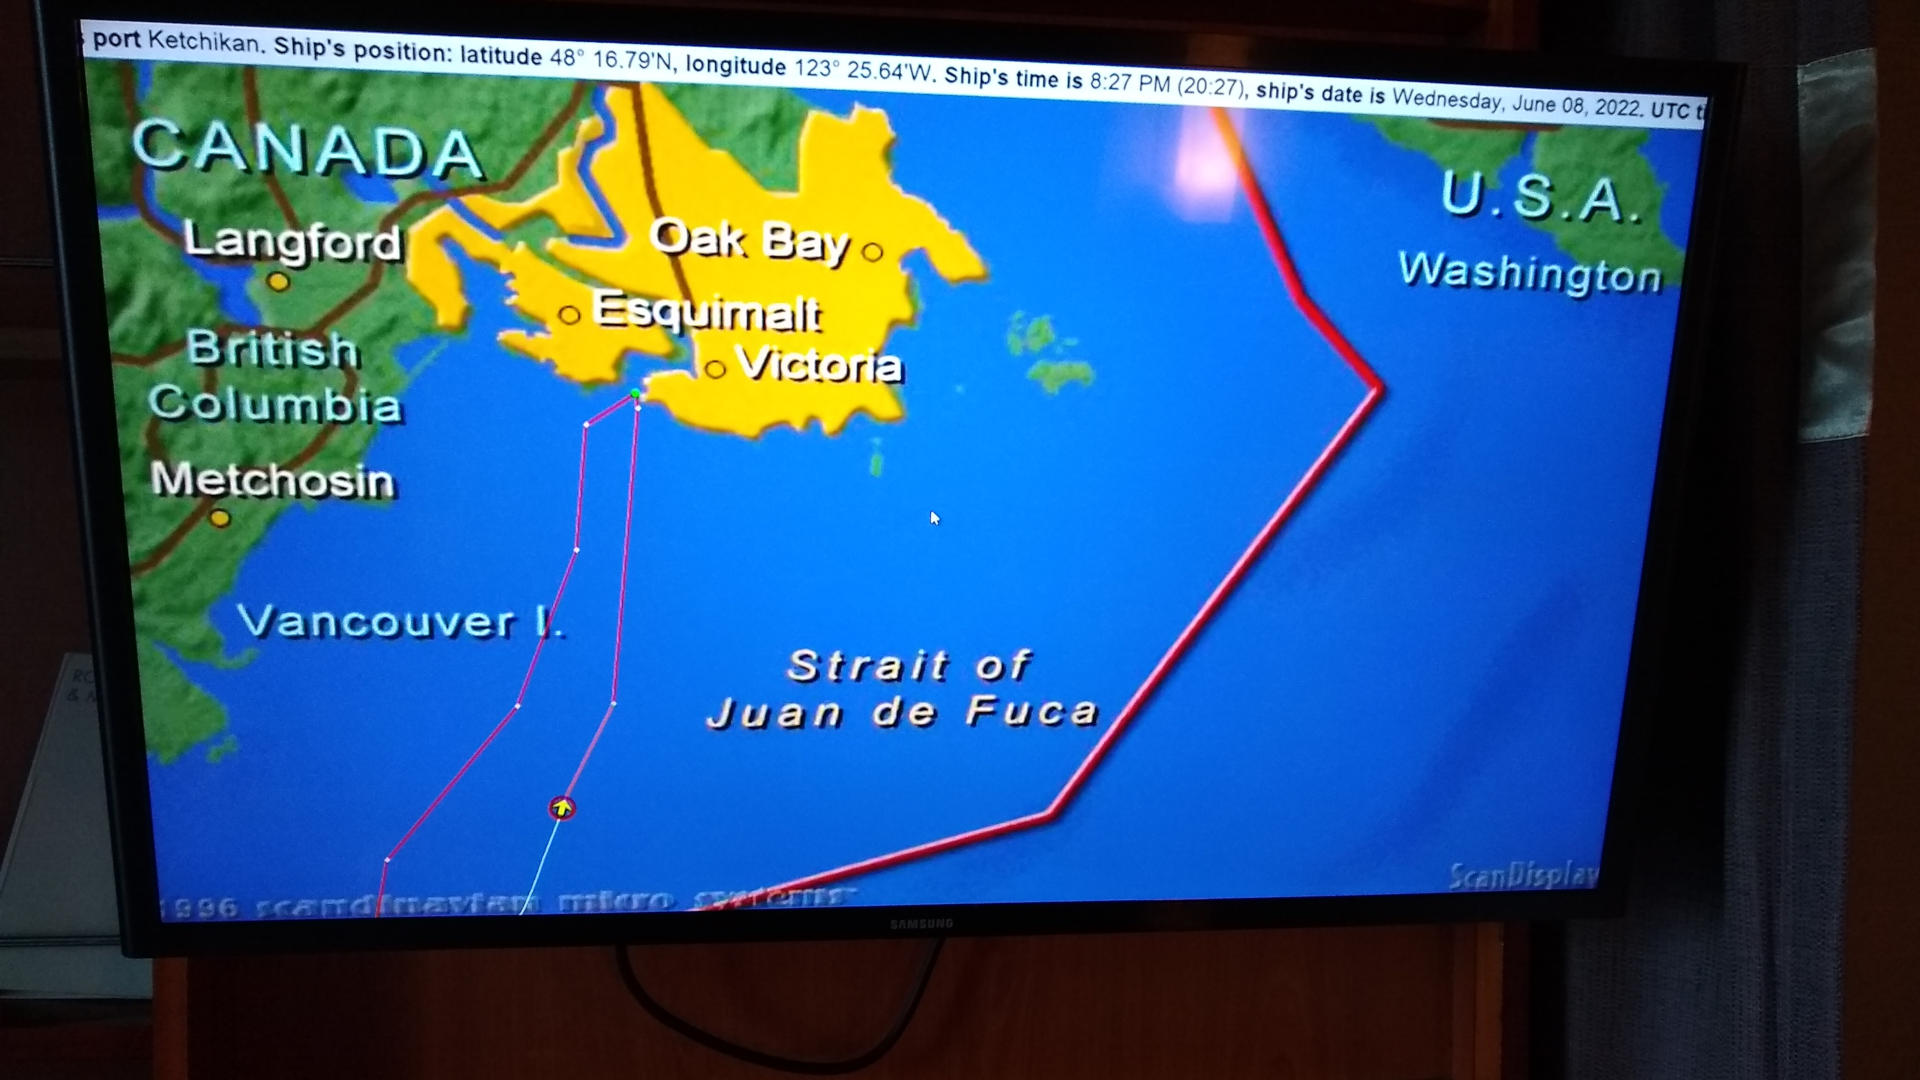 port Ketchikan. Ship's position: latitude 48° 16.79'N, longitude 123° 25.64'W. Ship's time is 8:27 PM (20:27), ship's date is Wednesday, June 08, 2022. UTC
CANADA
U.S.A.
Langford
Oak Bay
Washington
Esquimalt
British
Columbia
Victoria
Metchosin
Vancouver I.
Strait of
Juan de Fuca
ScanDisplay
1996 scandinavian micro systems
SAMSUNG